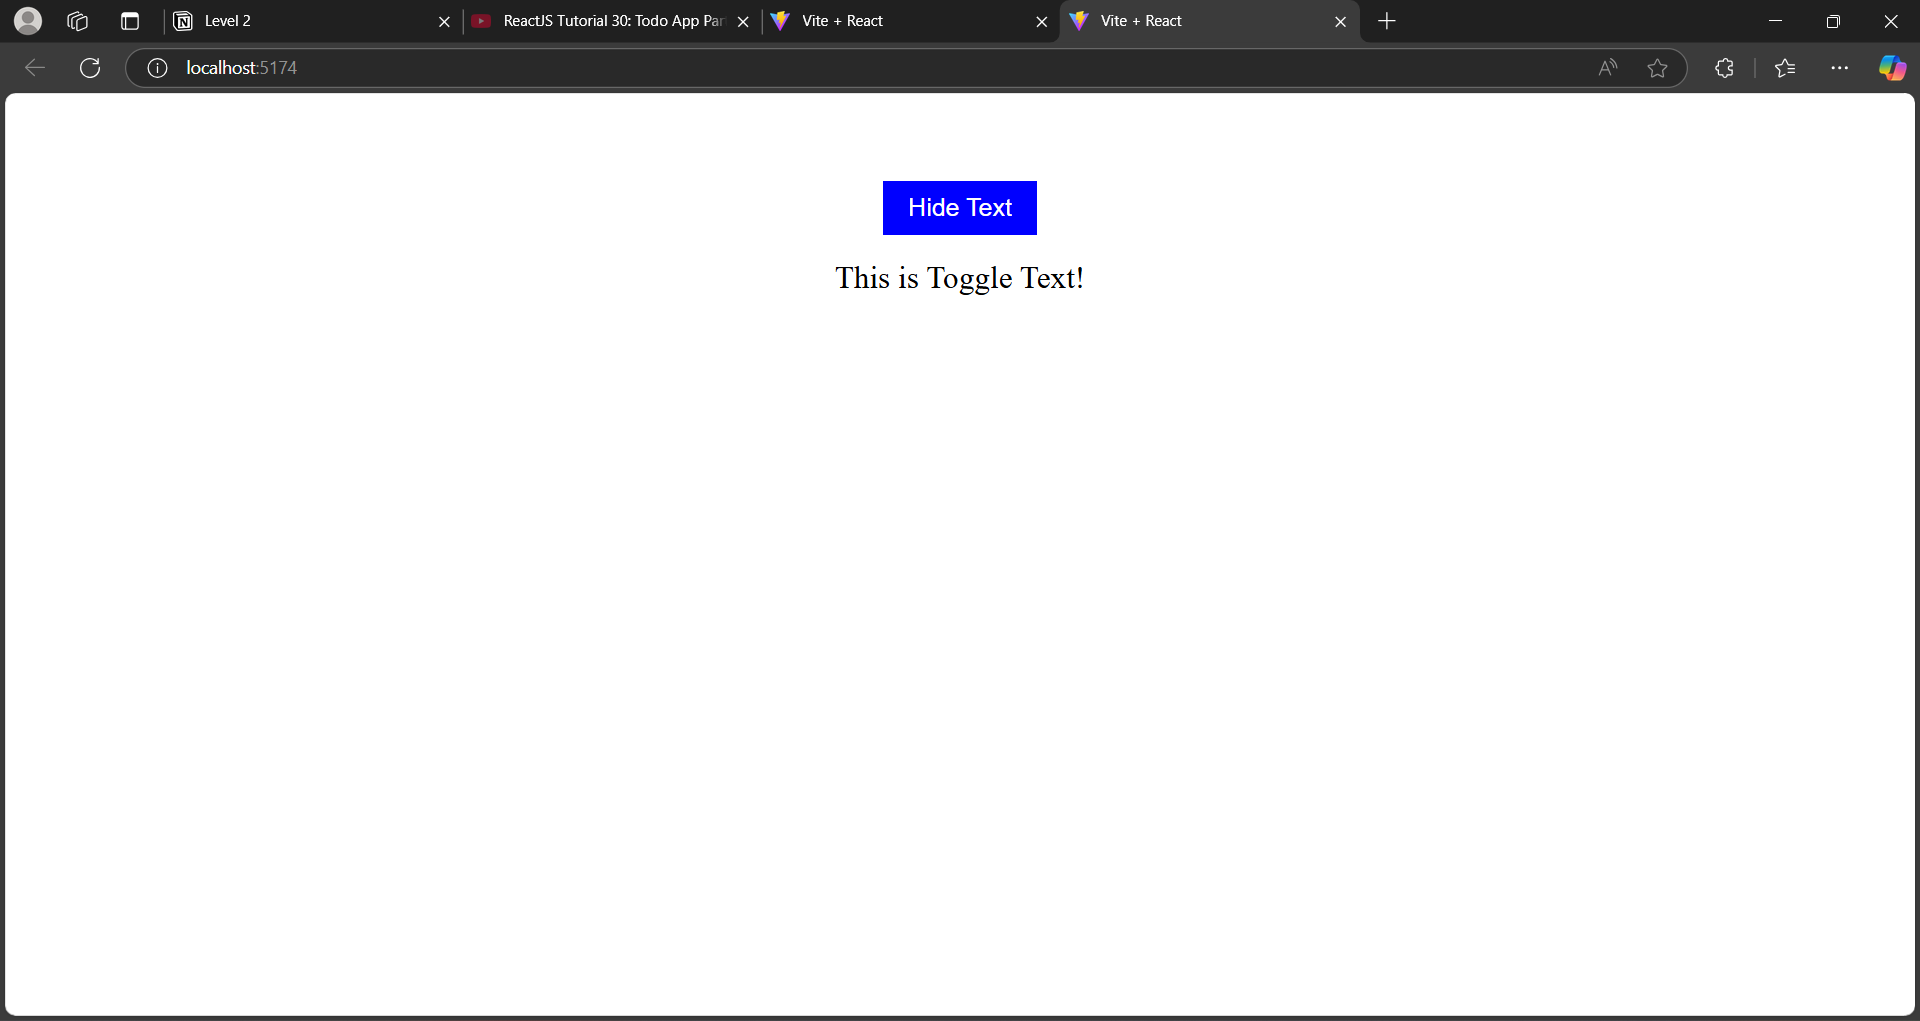 Level 2
ReactJS Tutorial 30: Todo App Par
Vite + React
Vite + React
localhost:5174
Hide Text
This is Toggle Text!